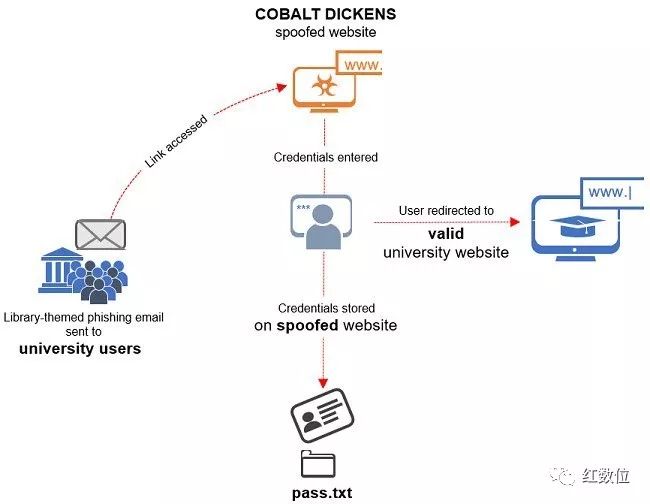 COBALT DICKENS
spoofed website
www.
Link accessed
Credentials entered
***
User redirected to
valid
university website
www.|
Library-themed phishing email
sent to
university users
Credentials stored
on spoofed website
pass.txt
红数位